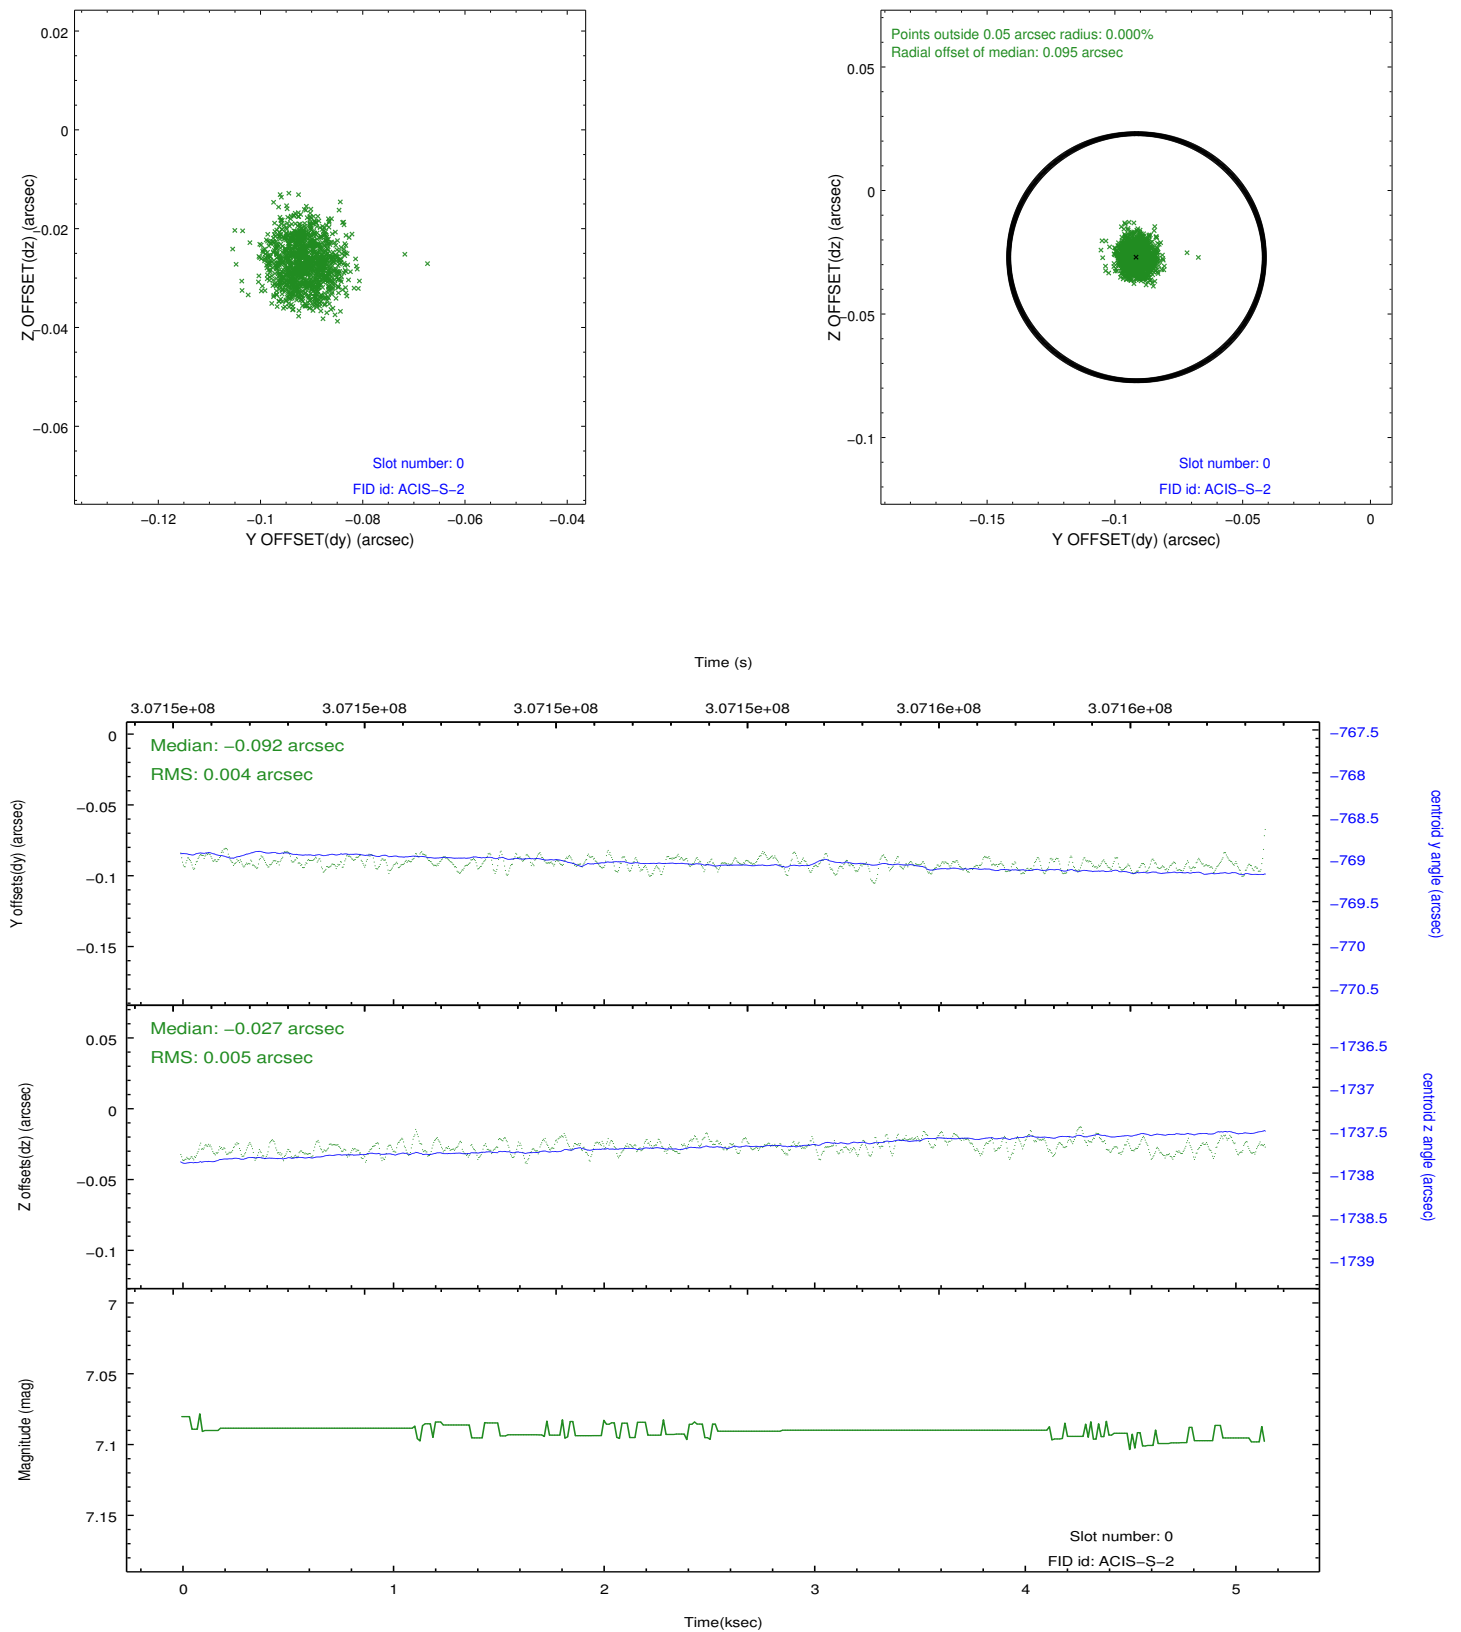 0.02
0
−0.02
−0.04
−0.06
Z OFFSET(dz) (arcsec)
Slot number: 0
FID id: ACIS−S−2
−0.12
−0.1
−0.08
−0.06
−0.04
Y OFFSET(dy) (arcsec)
Points outside 0.05 arcsec radius: 0.000%
Radial offset of median: 0.095 arcsec
0.05
0
−0.05
−0.1
Z OFFSET(dz) (arcsec)
Slot number: 0
FID id: ACIS−S−2
−0.15
−0.1
−0.05
0
Y OFFSET(dy) (arcsec)
Time (s)
3.0715e+08
3.0715e+08
3.0715e+08
3.0715e+08
3.0716e+08
3.0716e+08
Median: −0.092 arcsec
RMS: 0.004 arcsec
0
−0.05
−0.1
−0.15
Y offsets(dy) (arcsec)
−767.5
−768
−768.5
−769
−769.5
−770
−770.5
centroid y angle (arcsec)
Median: −0.027 arcsec
RMS: 0.005 arcsec
0.05
0
−0.05
−0.1
Z offsets(dz) (arcsec)
−1736.5
−1737
−1737.5
−1738
−1738.5
−1739
centroid z angle (arcsec)
7
7.05
7.1
7.15
Magnitude (mag)
Slot number: 0
FID id: ACIS−S−2
0
1
2
3
4
5
Time(ksec)